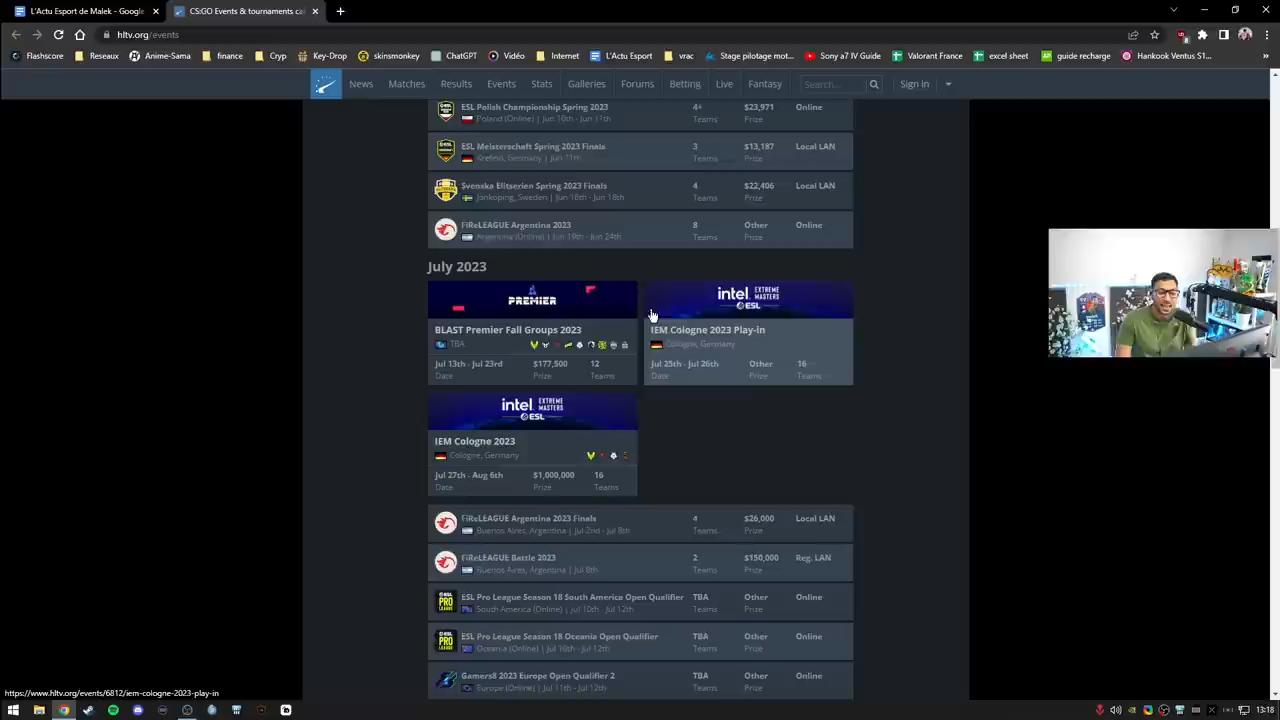 L'Actu Esport de Malek - Google
CS:GO Events & tournaments ca
hltv.org/events
Flashscore
Reseaux
Anime-Sama
finance
Cryp
Key-Drop
skinsmonkey
ChatGPT
Vidéo
Internet
L'Actu Esport
vrac
Stage pilotage mot...
Sony a7 IV Guide
Valorant France
excel sheet
guide recharge
Hankook Ventus S1...
News
Matches
Results
Events
Stats
Galleries
Forums
Betting
Live
Fantasy
Search...
Sign in
ESL Polish Championship Spring 2023 4+ $23,971 Online
Poland (Online) | Jun 10th - Jun 11th Teams Prize
ESL Meisterschaft Spring 2023 Finals 3 $13,187 Local LAN
Krefeld, Germany | Jun 11th Teams Prize
Svenska Elitserien Spring 2023 Finals 4 $22,406 Local LAN
Jönköping, Sweden | Jun 16th - Jun 18th Teams Prize
FiReLEAGUE Argentina 2023 8 Other Online
Argentina (Online) | Jun 19th - Jun 24th Teams Prize
July 2023
PREMIER
BLAST Premier Fall Groups 2023
TBA
Jul 13th - Jul 23rd $177,500 12
Date Prize Teams
intel EXTREME MASTERS
ESL
IEM Cologne 2023 Play-in
Cologne, Germany
Jul 25th - Jul 26th Other 16
Date Prize Teams
intel EXTREME MASTERS
ESL
IEM Cologne 2023
Cologne, Germany
Jul 27th - Aug 6th $1,000,000 16
Date Prize Teams
FiReLEAGUE Argentina 2023 Finals 4 $26,000 Local LAN
Buenos Aires, Argentina | Jul 2nd - Jul 8th Teams Prize
FiReLEAGUE Battle 2023 2 $150,000 Reg. LAN
Buenos Aires, Argentina | Jul 8th Teams Prize
ESL PRO LEAGUE
ESL Pro League Season 18 South America Open Qualifier TBA Other Online
South America (Online) | Jul 10th - Jul 12th Teams Prize
ESL PRO LEAGUE
ESL Pro League Season 18 Oceania Open Qualifier TBA Other Online
Oceania (Online) | Jul 10th - Jul 12th Teams Prize
Gamers8 2023 Europe Open Qualifier 2 TBA Other Online
Europe (Online) | Jul 11th - Jul 12th Teams Prize
https://www.hltv.org/events/6812/iem-cologne-2023-play-in
13:18